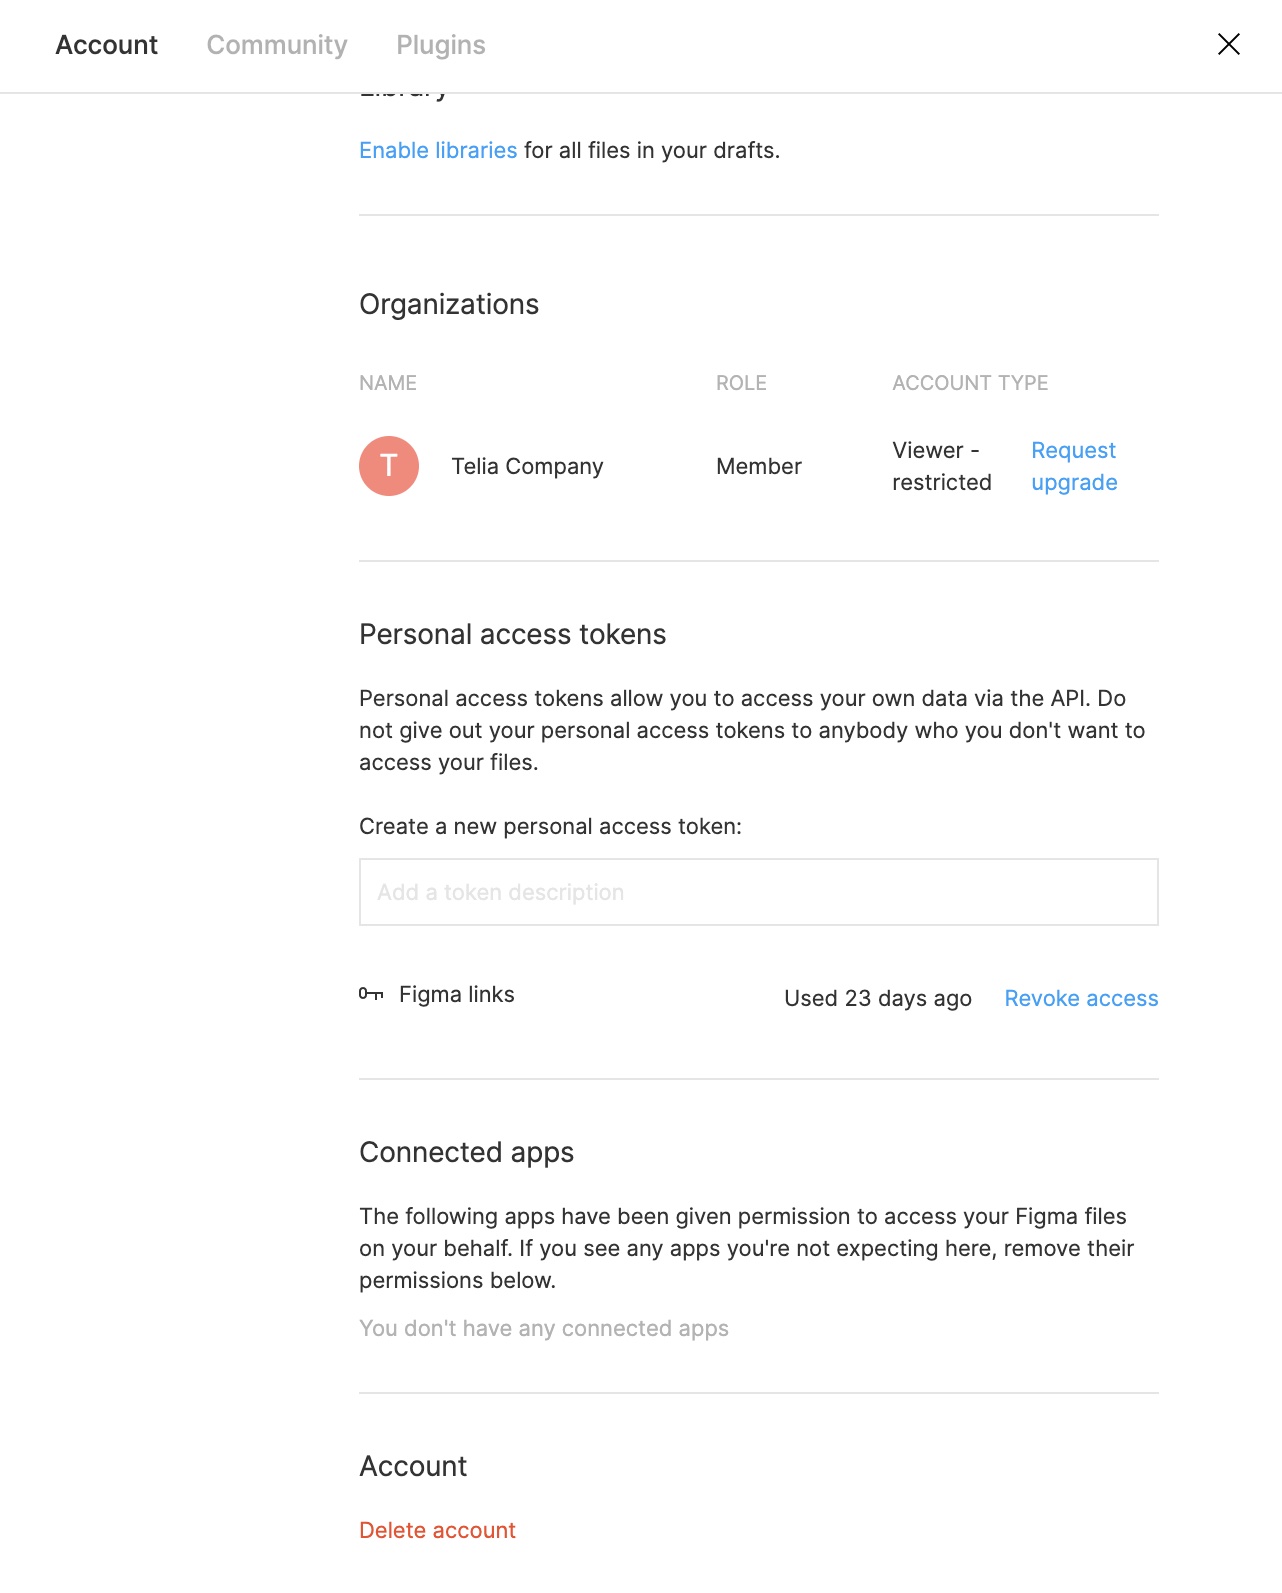 Account Community Plugins
Library
Enable libraries for all files in your drafts.
Organizations
NAME ROLE ACCOUNT TYPE
T Telia Company Member Viewer - restricted Request upgrade
Personal access tokens
Personal access tokens allow you to access your own data via the API. Do
not give out your personal access tokens to anybody who you don't want to
access your files.
Create a new personal access token:
Add a token description
Figma links Used 23 days ago Revoke access
Connected apps
The following apps have been given permission to access your Figma files
on your behalf. If you see any apps you're not expecting here, remove their
permissions below.
You don't have any connected apps
Account
Delete account